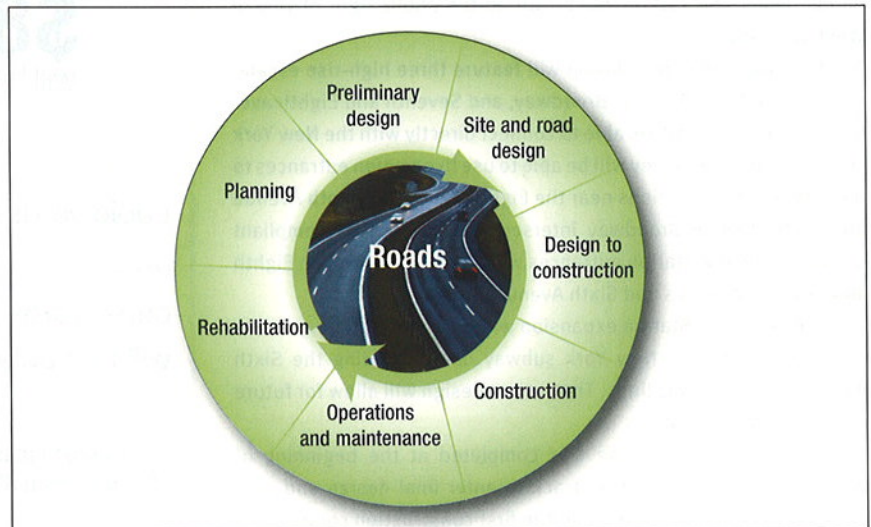 Preliminary
design
Site and road
design
Planning
Roads
Design to
construction
Rehabilitation
Construction
Operations
and maintenance